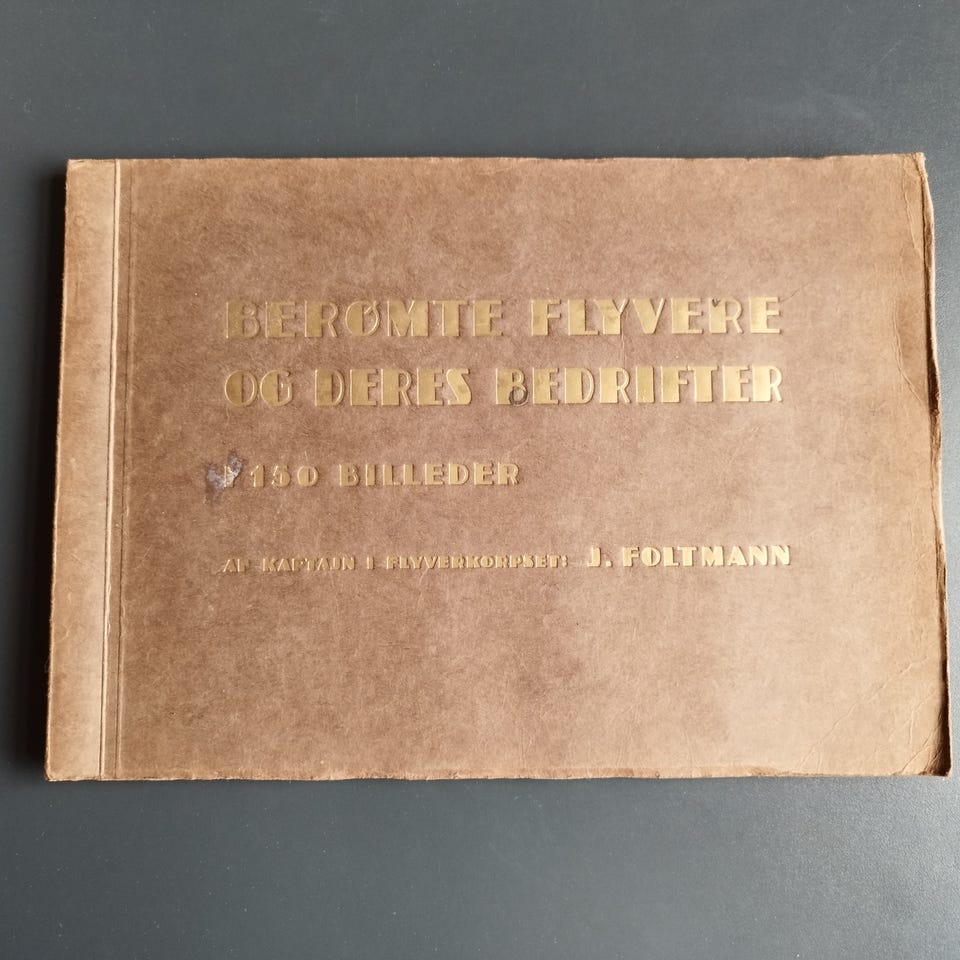 BERØMTE FLYVERE
OG DERES BEDRIFTER
I 150 BILLEDER
AF KAPTAJN I FLYVERKORPSET: J. FOLTMANN